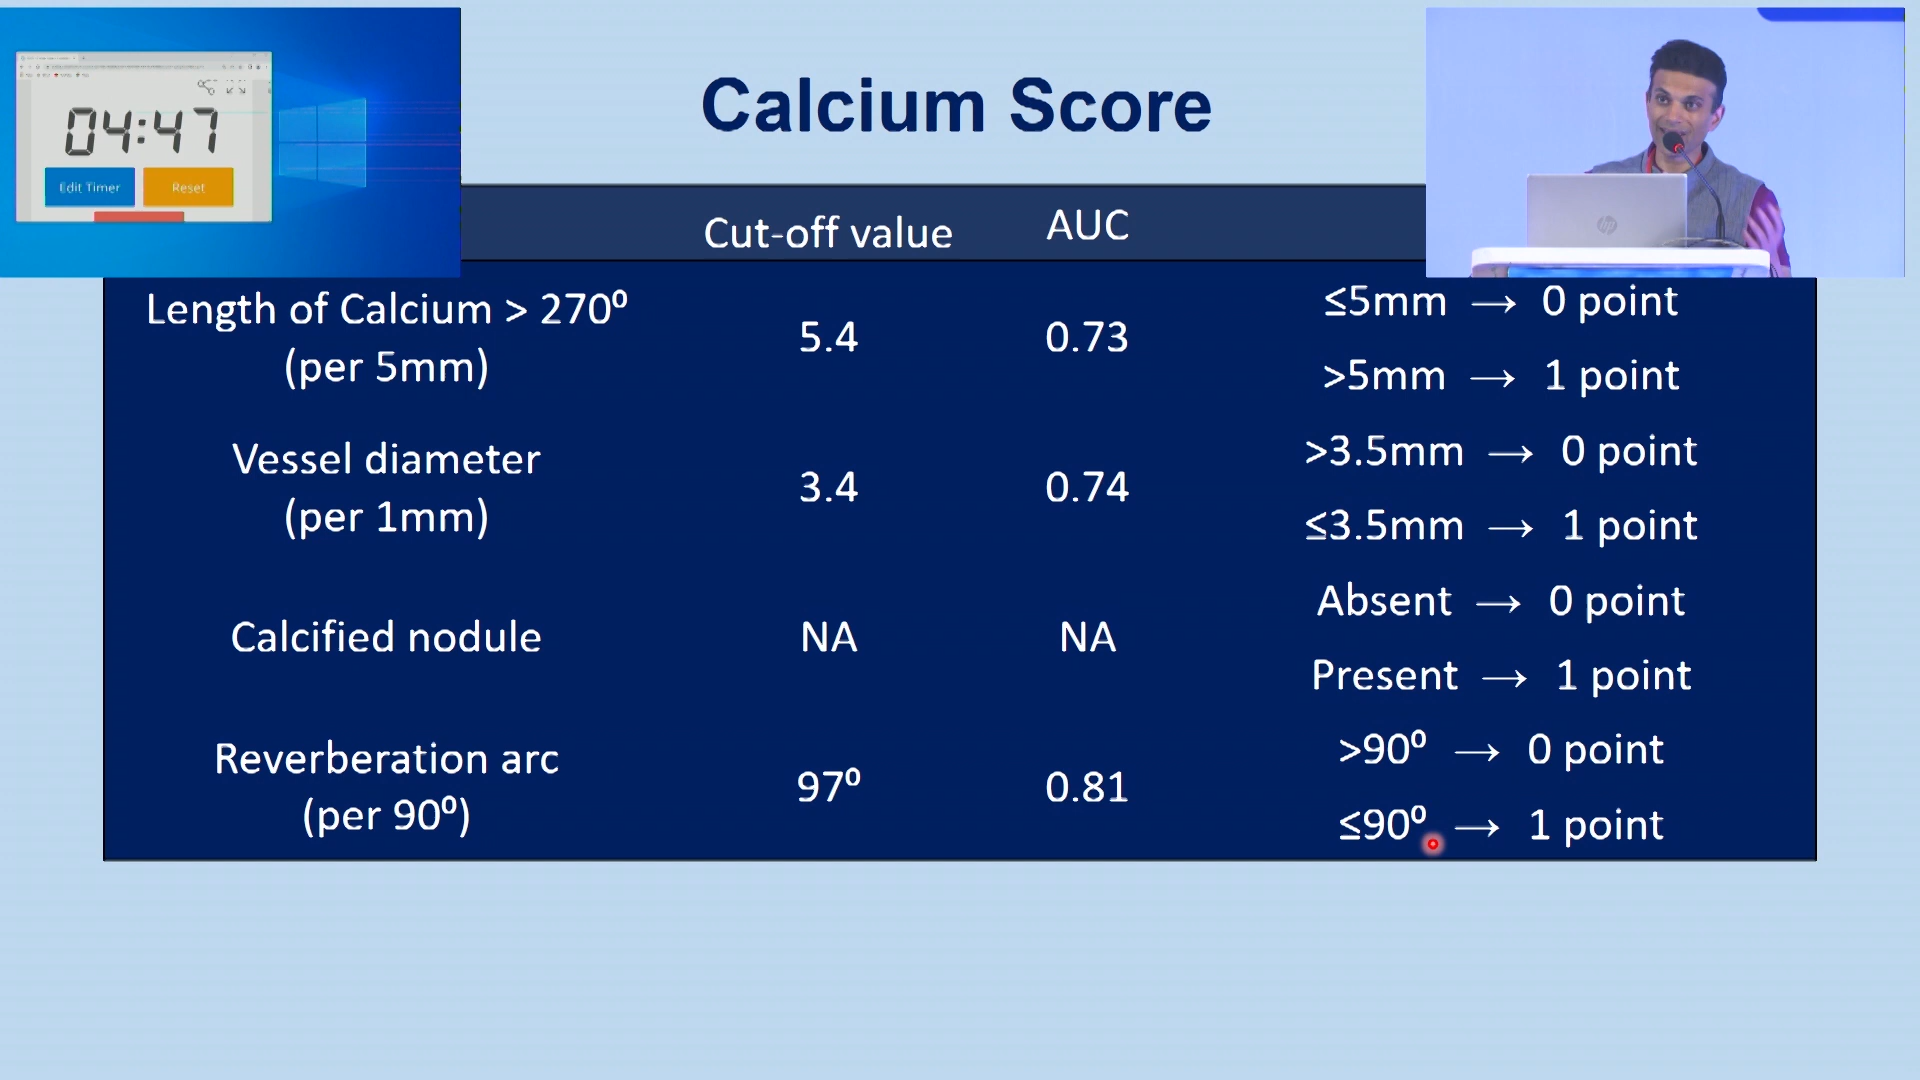 Calcium Score
04:47
Edit Timer
Reset
Cut-off value
AUC
Length of Calcium > 270⁰
(per 5mm)
5.4
0.73
≤5mm → 0 point
>5mm → 1 point
Vessel diameter
(per 1mm)
3.4
0.74
>3.5mm → 0 point
≤3.5mm → 1 point
Calcified nodule
NA
NA
Absent → 0 point
Present → 1 point
Reverberation arc
(per 90⁰)
97⁰
0.81
>90⁰ → 0 point
≤90⁰ → 1 point
hp